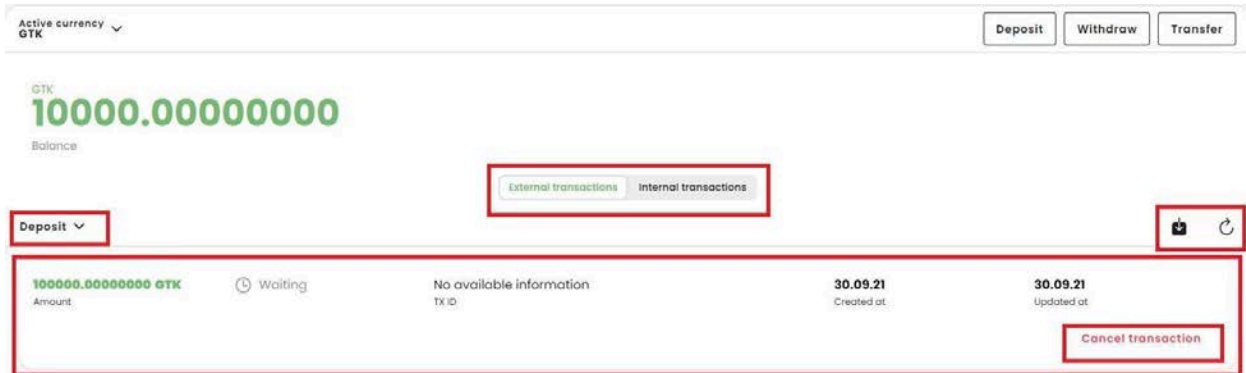 Active currency
GTK
Deposit Withdraw Transfer
GTK
10000.00000000
Balance
External transactions Internal transactions
Deposit
100000.00000000 GTK Waiting No available information 30.09.21 30.09.21
Amount TX ID Created at Updated at
Cancel transaction